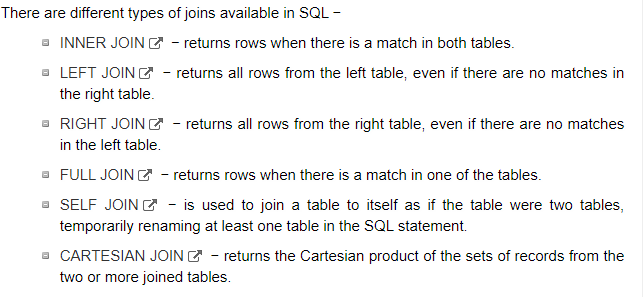 There are different types of joins available in SQL −
INNER JOIN − returns rows when there is a match in both tables.
LEFT JOIN − returns all rows from the left table, even if there are no matches in
the right table.
RIGHT JOIN − returns all rows from the right table, even if there are no matches
in the left table.
FULL JOIN − returns rows when there is a match in one of the tables.
SELF JOIN − is used to join a table to itself as if the table were two tables,
temporarily renaming at least one table in the SQL statement.
CARTESIAN JOIN − returns the Cartesian product of the sets of records from the
two or more joined tables.